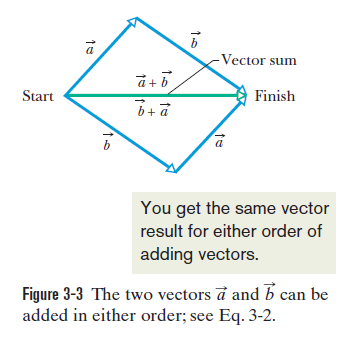 a⃗
b⃗
Vector sum
a⃗ + b⃗
Start
Finish
b⃗ + a⃗
b⃗
a⃗
You get the same vector
result for either order of
adding vectors.
Figure 3-3 The two vectors a⃗ and b⃗ can be
added in either order; see Eq. 3-2.